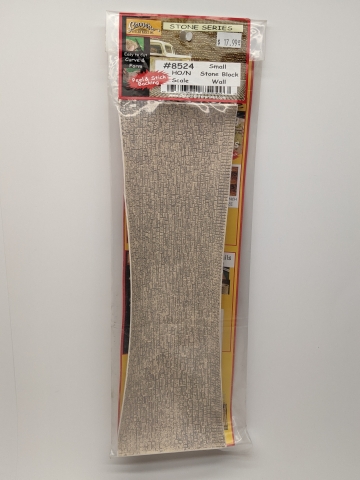 STONE SERIES
$ 17.99
Easy to Cut
Curve &
Form
#8524
HO/N
Scale
Small
Stone Block
Wall
Peel & Stick
Backing